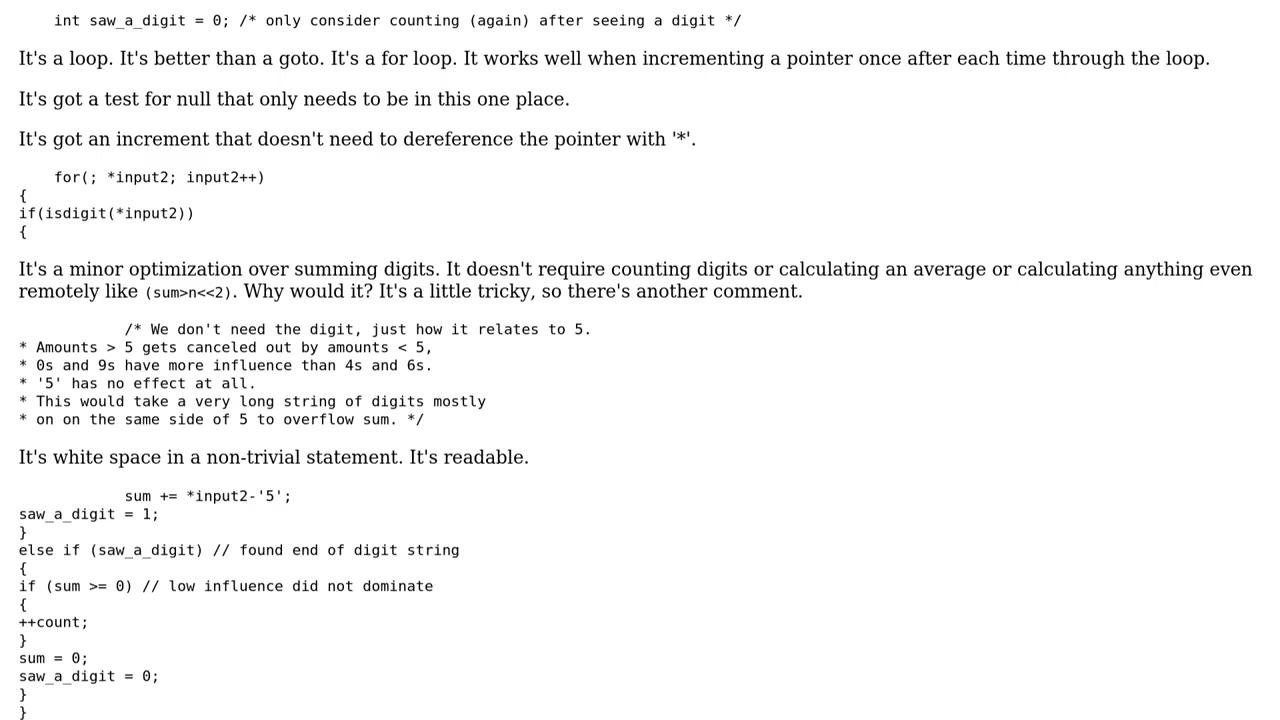 int saw_a_digit = 0; /* only consider counting (again) after seeing a digit */
It's a loop. It's better than a goto. It's a for loop. It works well when incrementing a pointer once after each time through the loop.
It's got a test for null that only needs to be in this one place.
It's got an increment that doesn't need to dereference the pointer with '*'.
for(; *input2; input2++)
{
if(isdigit(*input2))
{
It's a minor optimization over summing digits. It doesn't require counting digits or calculating an average or calculating anything even
remotely like (sum>n<<2). Why would it? It's a little tricky, so there's another comment.
/* We don't need the digit, just how it relates to 5.
* Amounts > 5 gets canceled out by amounts < 5,
* 0s and 9s have more influence than 4s and 6s.
* '5' has no effect at all.
* This would take a very long string of digits mostly
* on on the same side of 5 to overflow sum. */
It's white space in a non-trivial statement. It's readable.
sum += *input2-'5';
saw_a_digit = 1;
}
else if (saw_a_digit) // found end of digit string
{
if (sum >= 0) // low influence did not dominate
{
++count;
}
sum = 0;
saw_a_digit = 0;
}
}